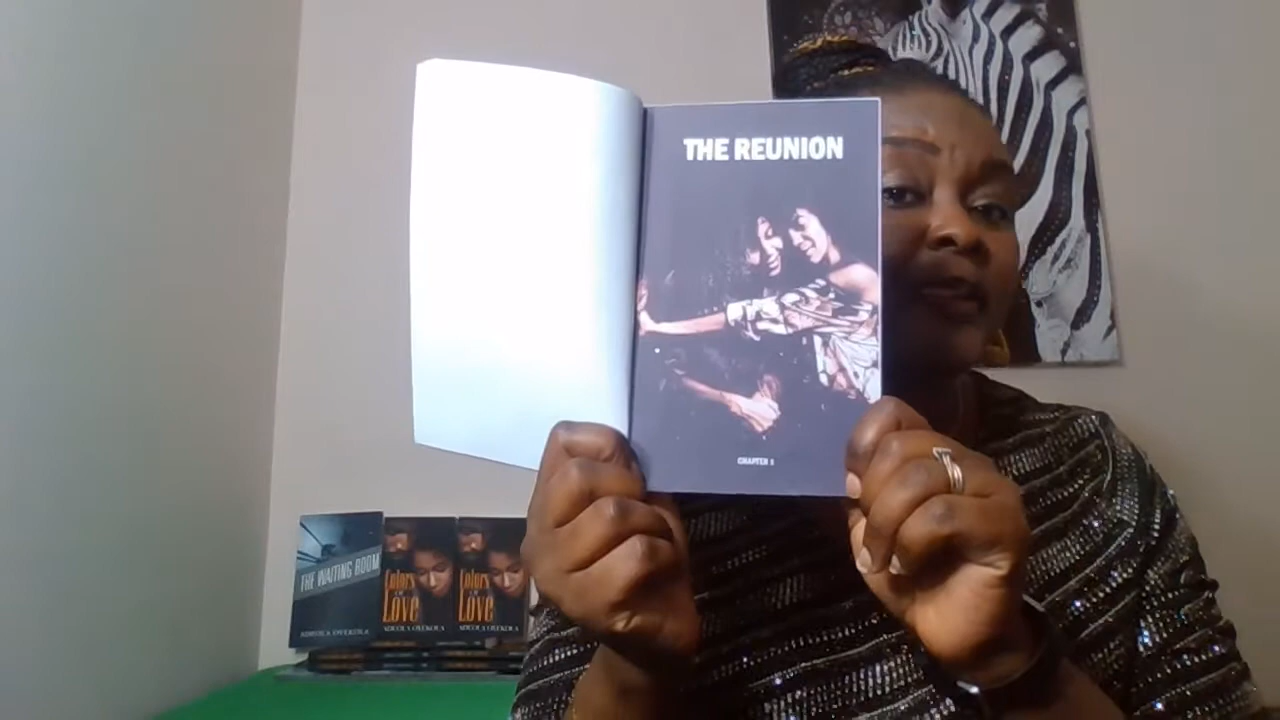 THE REUNION
CHAPTER 1
THE WAITING ROOM
Colors
OF
Love
Colors
OF
Love